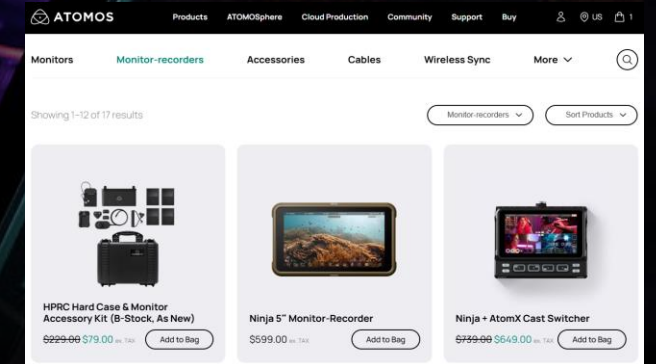 ATOMOS
Products ATOMOSphere Cloud Production Community Support Buy US 1
Monitors Monitor-recorders Accessories Cables Wireless Sync More
Showing 1–12 of 17 results
Monitor-recorders Sort Products
HPRC Hard Case & Monitor
Accessory Kit (B-Stock, As New)
$229.00 $79.00 ex. TAX Add to Bag
Ninja 5" Monitor-Recorder
$599.00 ex. TAX Add to Bag
Ninja + AtomX Cast Switcher
$739.00 $649.00 ex. TAX Add to Bag